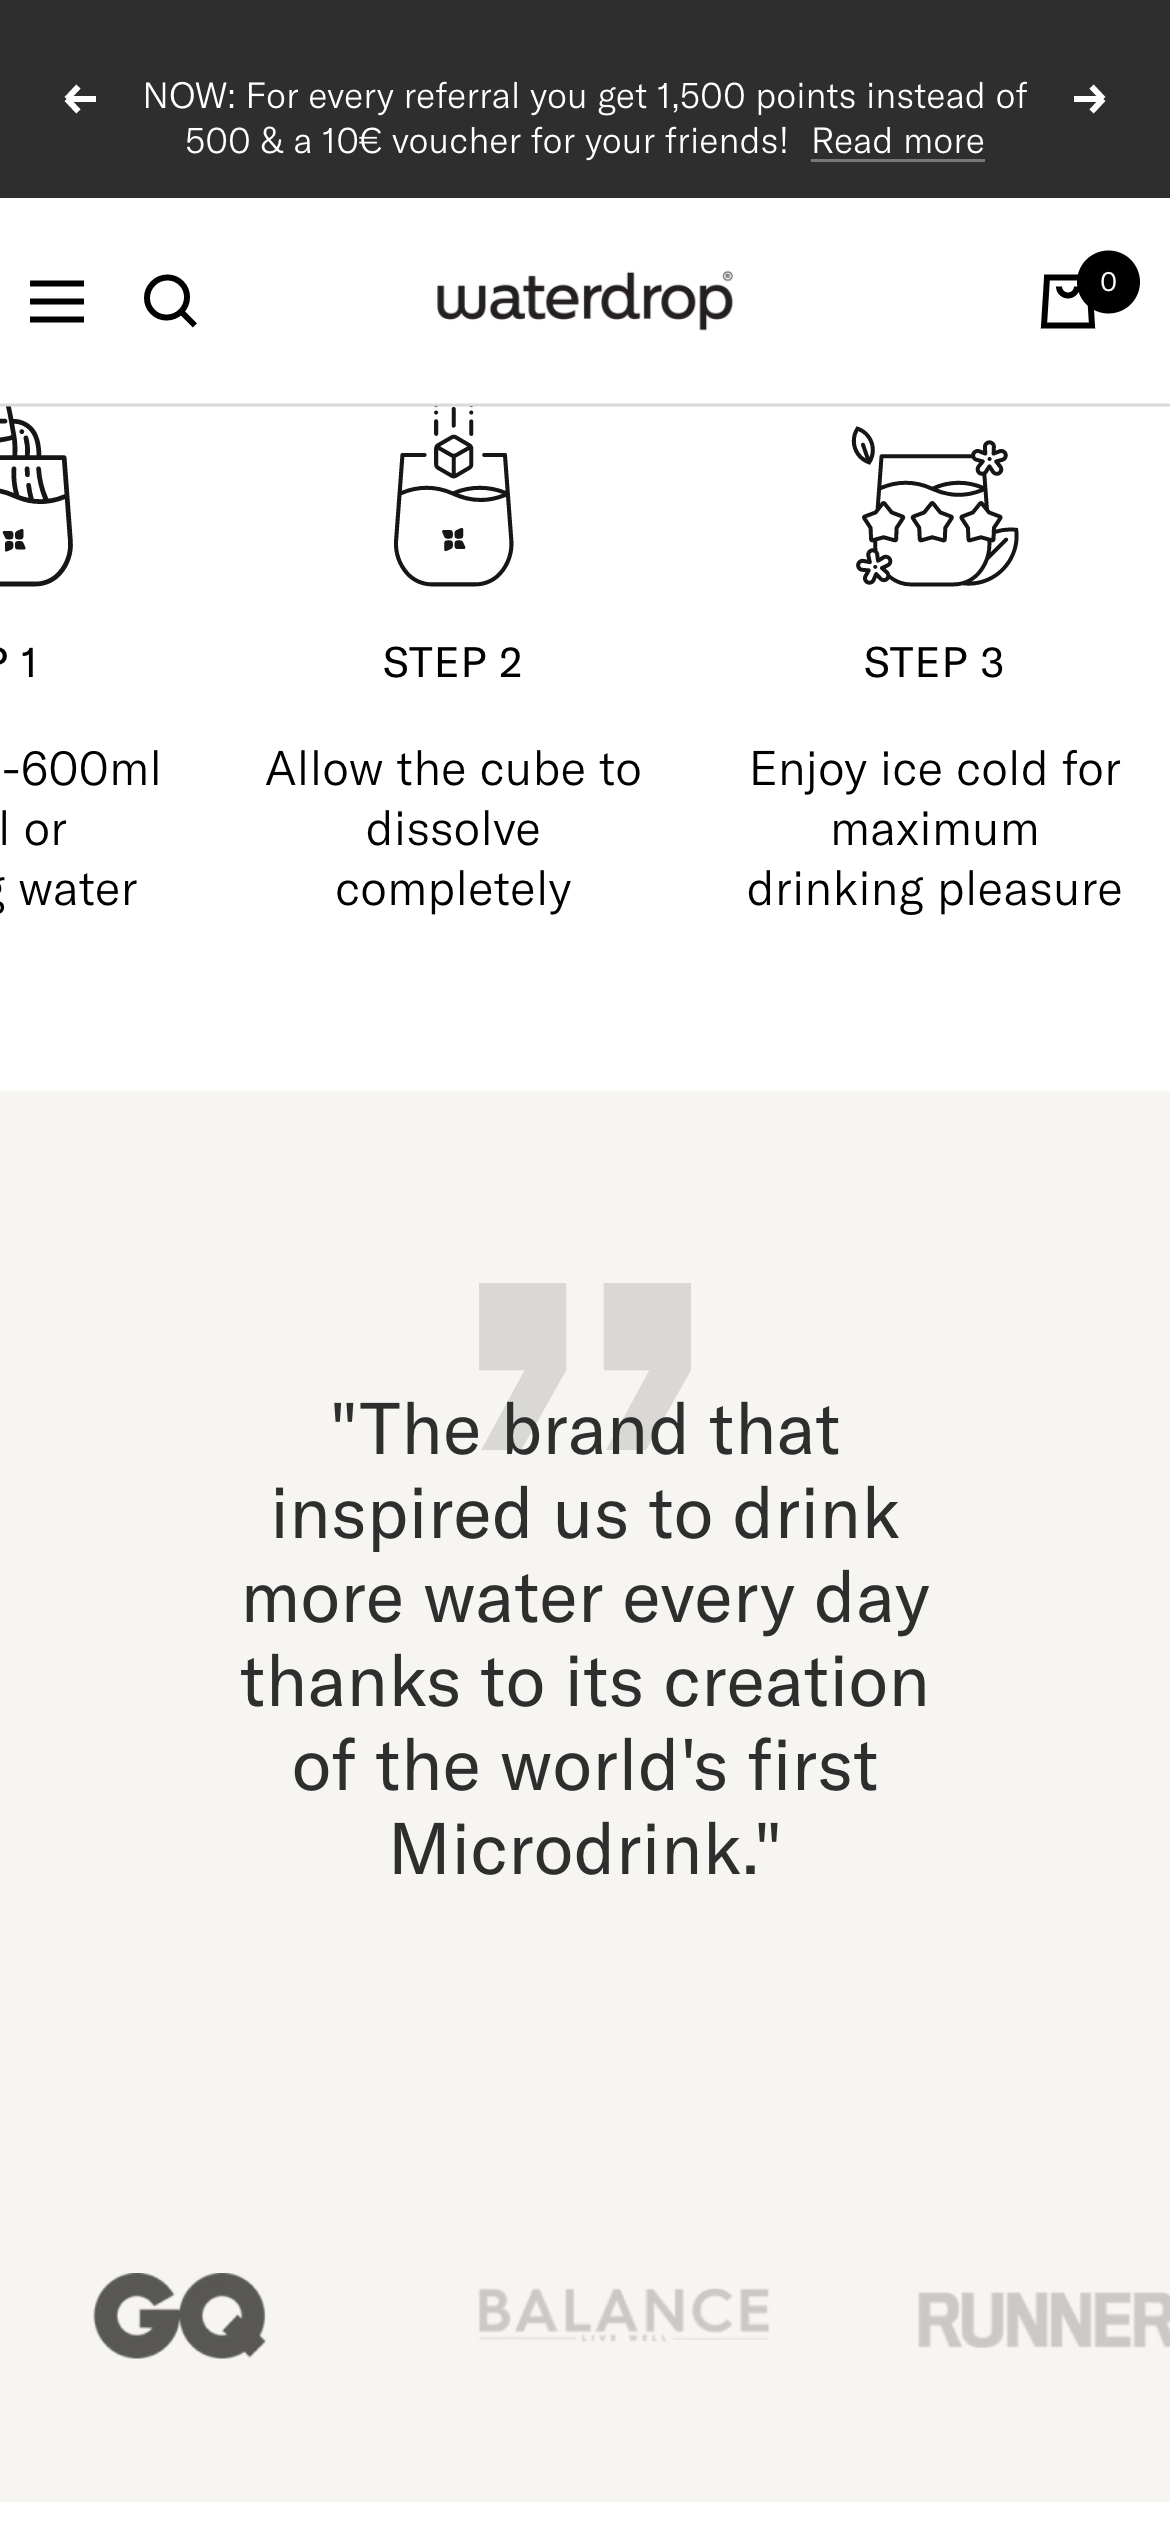 NOW: For every referral you get 1,500 points instead of
500 & a 10€ voucher for your friends! Read more
waterdrop®
0
P 1
-600ml
l or
g water
STEP 2
Allow the cube to
dissolve
completely
STEP 3
Enjoy ice cold for
maximum
drinking pleasure
"The brand that
inspired us to drink
more water every day
thanks to its creation
of the world's first
Microdrink."
GQ
BALANCE
LIVE WELL
RUNNER